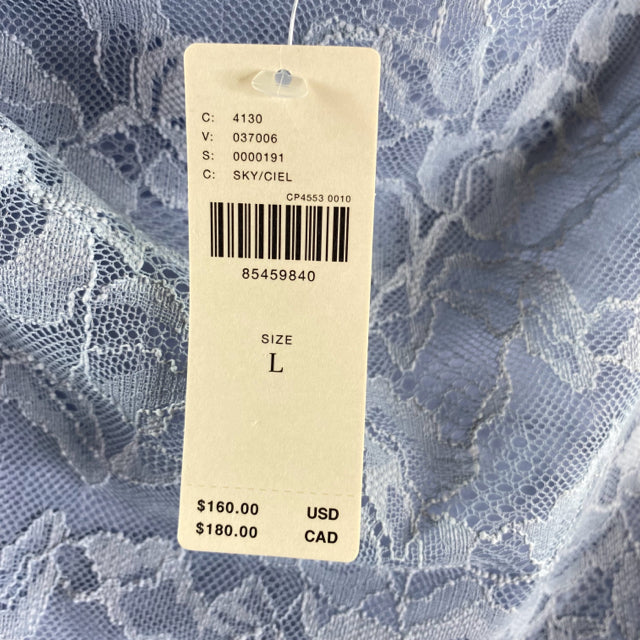 C: 4130
V: 037006
S: 0000191
C: SKY/CIEL
CP4553 0010
85459840
SIZE
L
$160.00 USD
$180.00 CAD